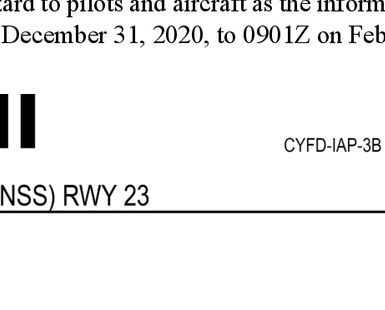 zard to pilots and aircraft as the inform
December 31, 2020, to 0901Z on Feb
CYFD-IAP-3B
NSS) RWY 23